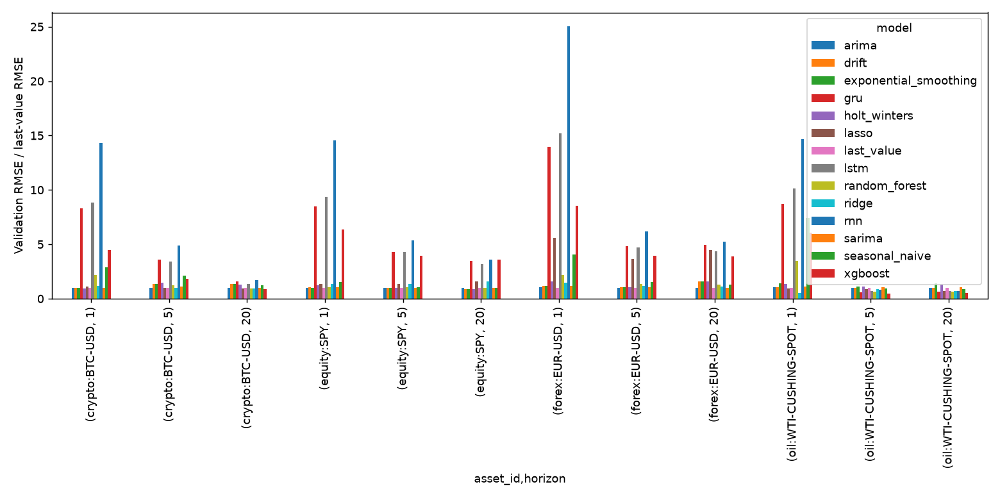 Validation RMSE / last-value RMSE
25
20
15
10
5
0
model
arima
drift
exponential_smoothing
gru
holt_winters
lasso
last_value
lstm
random_forest
ridge
rnn
sarima
seasonal_naive
xgboost
(crypto:BTC-USD, 1)
(crypto:BTC-USD, 5)
(crypto:BTC-USD, 20)
(equity:SPY, 1)
(equity:SPY, 5)
(equity:SPY, 20)
(forex:EUR-USD, 1)
(forex:EUR-USD, 5)
(forex:EUR-USD, 20)
(oil:WTI-CUSHING-SPOT, 1)
(oil:WTI-CUSHING-SPOT, 5)
(oil:WTI-CUSHING-SPOT, 20)
asset_id,horizon